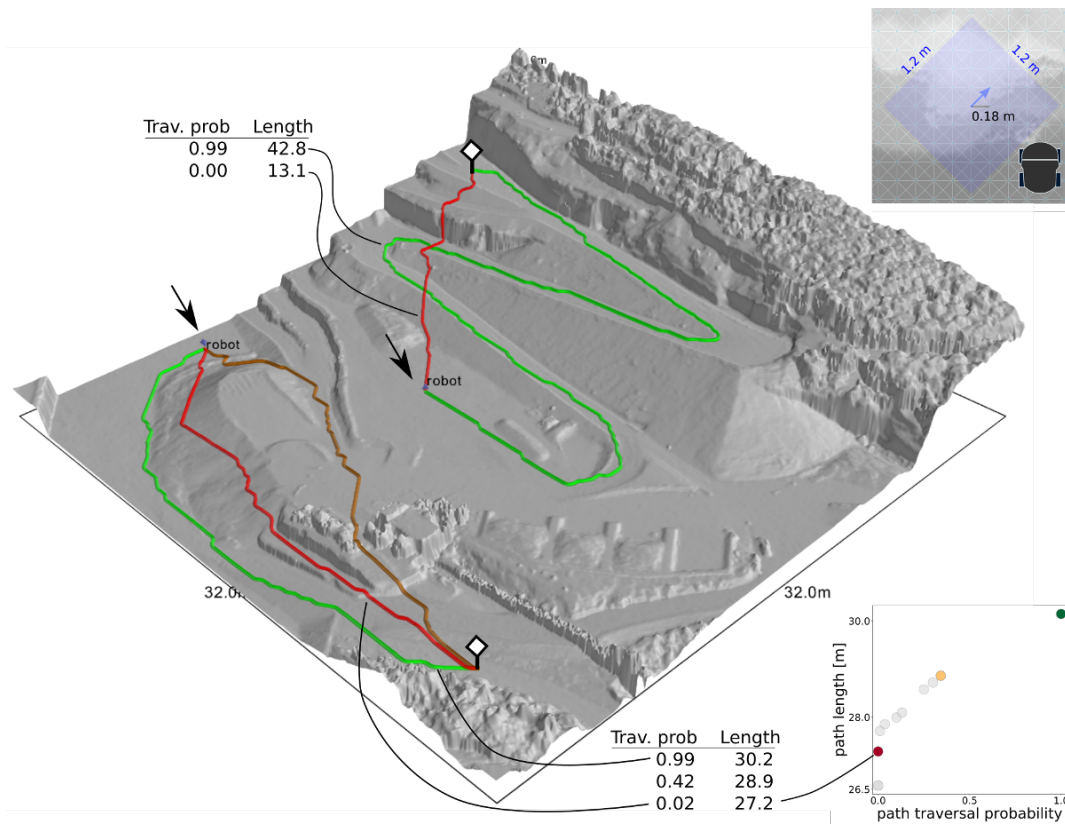 1.2 m
1.2 m
0.18 m
Trav. prob Length
0.99 42.8
0.00 13.1
robot
robot
32.0m
32.0m
30.0
28.0
26.5
path length [m]
0.0 0.5 1.0
path traversal probability
Trav. prob Length
0.99 30.2
0.42 28.9
0.02 27.2